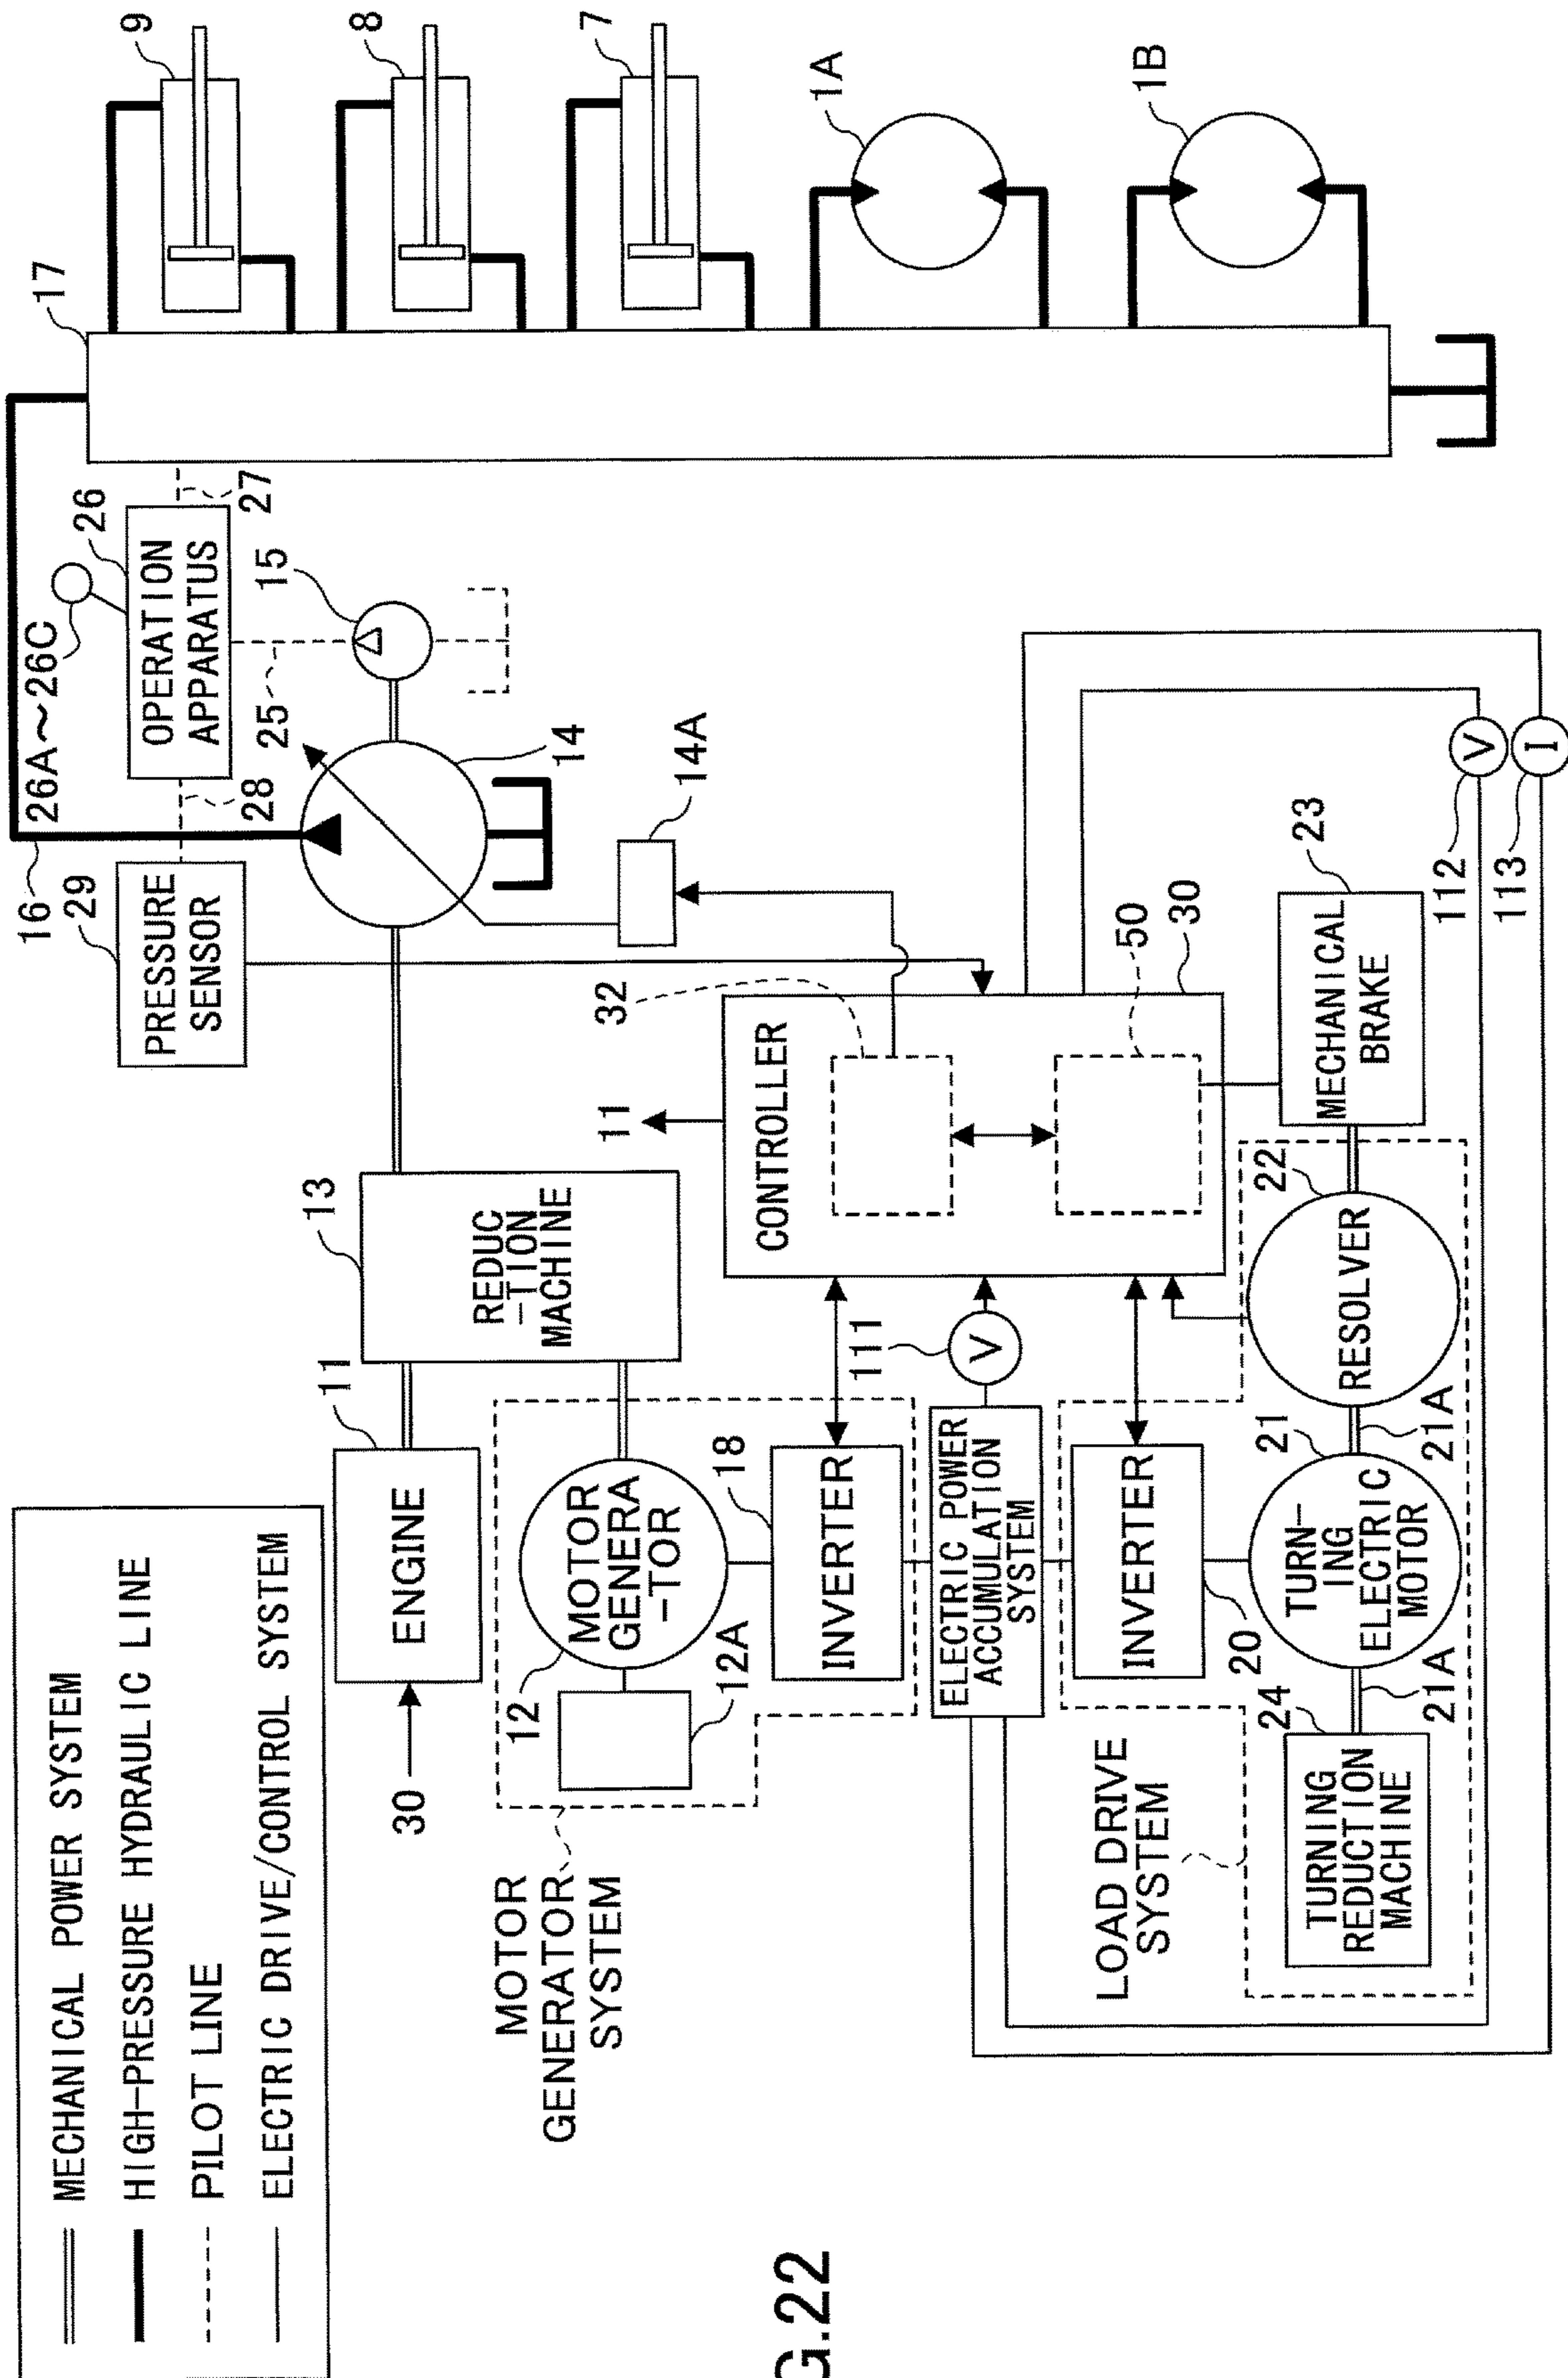 MECHANICAL POWER SYSTEM
HIGH-PRESSURE HYDRAULIC LINE
PILOT LINE
ELECTRIC DRIVE/CONTROL SYSTEM
30
ENGINE
11
13
REDUC
-TION
MACHINE
MOTOR
GENERATOR
SYSTEM
12
MOTOR
GENERA
-TOR
12A
18
INVERTER
ELECTRIC POWER
ACCUMULATION
SYSTEM
111
V
LOAD DRIVE
SYSTEM
INVERTER
20
24
TURNING
REDUCTION
MACHINE
21A
TURN-
ING
ELECTRIC
MOTOR
21
21A
RESOLVER
22
MECHANICAL
BRAKE
23
CONTROLLER
11
32
50
30
112
V
113
I
29
PRESSURE
SENSOR
16
28
26A~26C
26
OPERATION
APPARATUS
27
25
15
14
14A
17
9
8
7
1A
1B
G.22